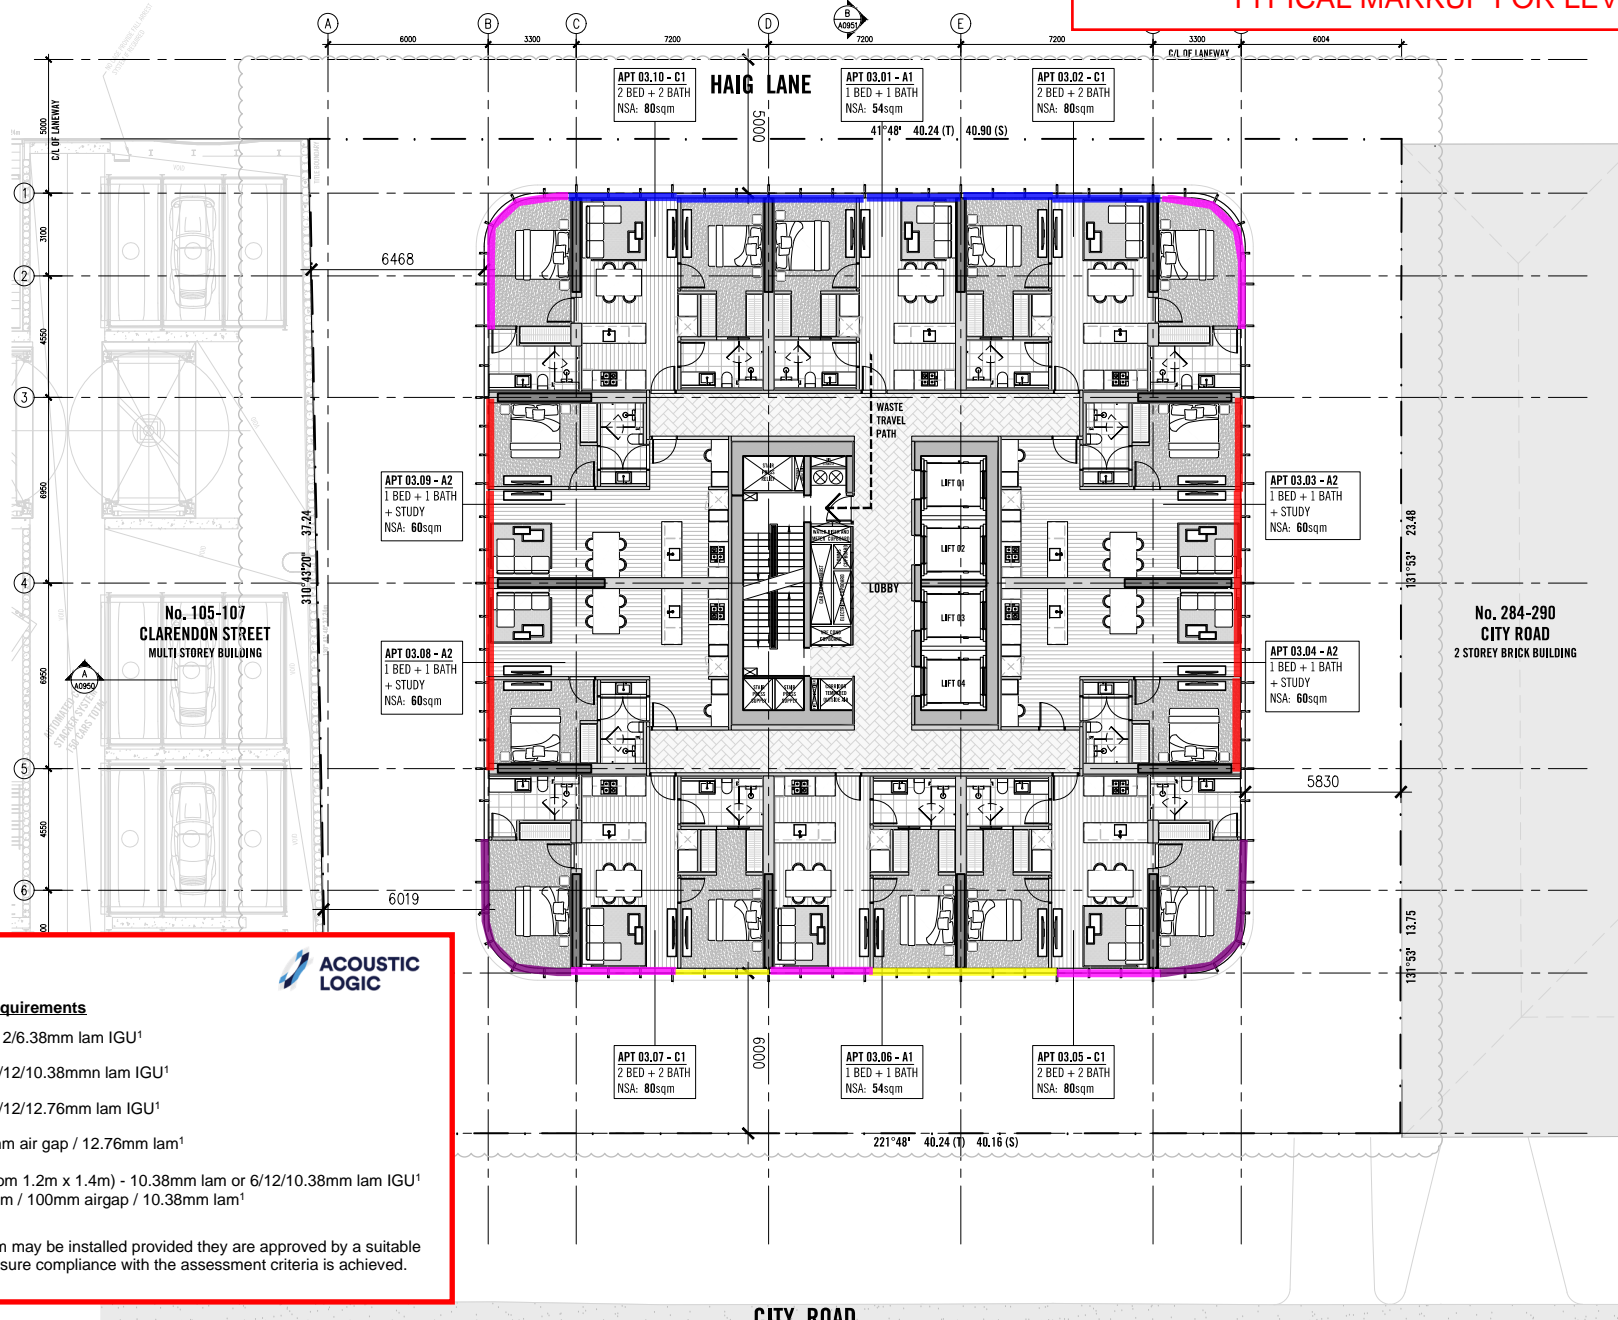 TYPICAL MARKUP FOR LEV
A
B
C
D
E
B
A0951
6000
3300
7200
7200
7200
3300
6004
C/L OF LANEWAY
HAIG LANE
APT 03.10 - C1
2 BED + 2 BATH
NSA: 80sqm
APT 03.01 - A1
1 BED + 1 BATH
NSA: 54sqm
APT 03.02 - C1
2 BED + 2 BATH
NSA: 80sqm
5000
C/L OF LANEWAY
5000
41°48' 40.24 (T) 40.90 (S)
1
3100
2
6468
4550
3
WASTE
TRAVEL
PATH
6950
APT 03.09 - A2
1 BED + 1 BATH
+ STUDY
NSA: 60sqm
APT 03.03 - A2
1 BED + 1 BATH
+ STUDY
NSA: 60sqm
LIFT 01
LIFT 02
LIFT 03
LIFT 04
LOBBY
310°43'20" 37.24
131°53' 23.48
4
No. 105-107
CLARENDON STREET
MULTI STOREY BUILDING
No. 284-290
CITY ROAD
2 STOREY BRICK BUILDING
A
A0950
6950
APT 03.08 - A2
1 BED + 1 BATH
+ STUDY
NSA: 60sqm
APT 03.04 - A2
1 BED + 1 BATH
+ STUDY
NSA: 60sqm
AUTOMATED
STACKER SYSTEM
150 CARS TOTAL
5
5830
4550
6
6019
131°53' 13.75
ACOUSTIC
LOGIC
quirements
2/6.38mm lam IGU¹
/12/10.38mmn lam IGU¹
/12/12.76mm lam IGU¹
m air gap / 12.76mm lam¹
om 1.2m x 1.4m) - 10.38mm lam or 6/12/10.38mm lam IGU¹
m / 100mm airgap / 10.38mm lam¹
n may be installed provided they are approved by a suitable
sure compliance with the assessment criteria is achieved.
6000
APT 03.07 - C1
2 BED + 2 BATH
NSA: 80sqm
APT 03.06 - A1
1 BED + 1 BATH
NSA: 54sqm
APT 03.05 - C1
2 BED + 2 BATH
NSA: 80sqm
221°48' 40.24 (T) 40.16 (S)
CITY ROAD